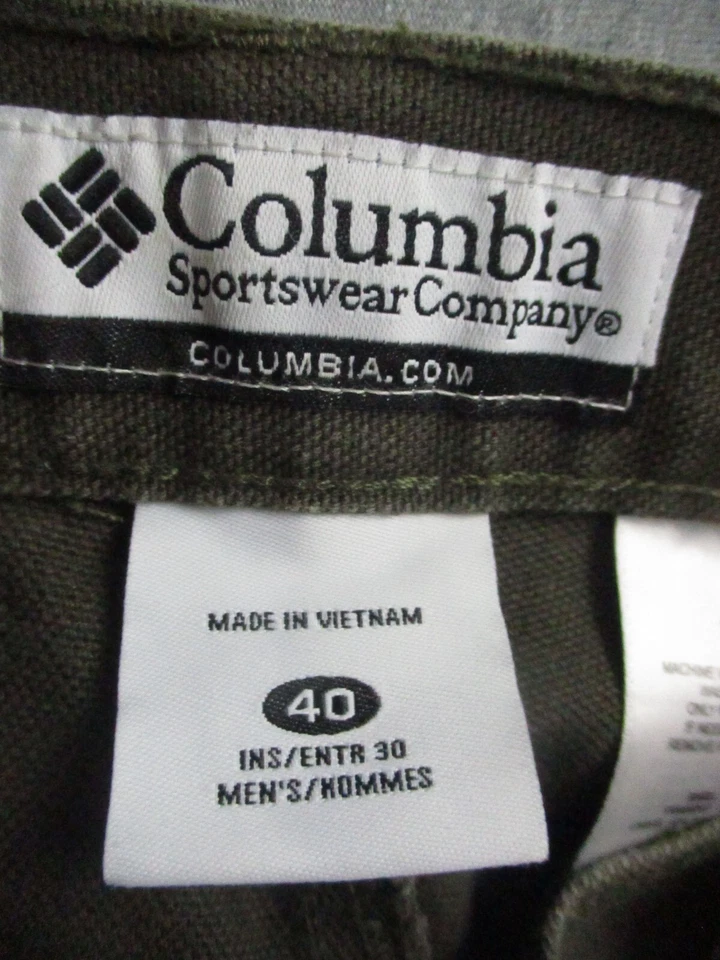 Columbia
Sportswear Company®
COLUMBIA.COM
MADE IN VIETNAM
40
INS/ENTR 30
MEN'S/HOMMES